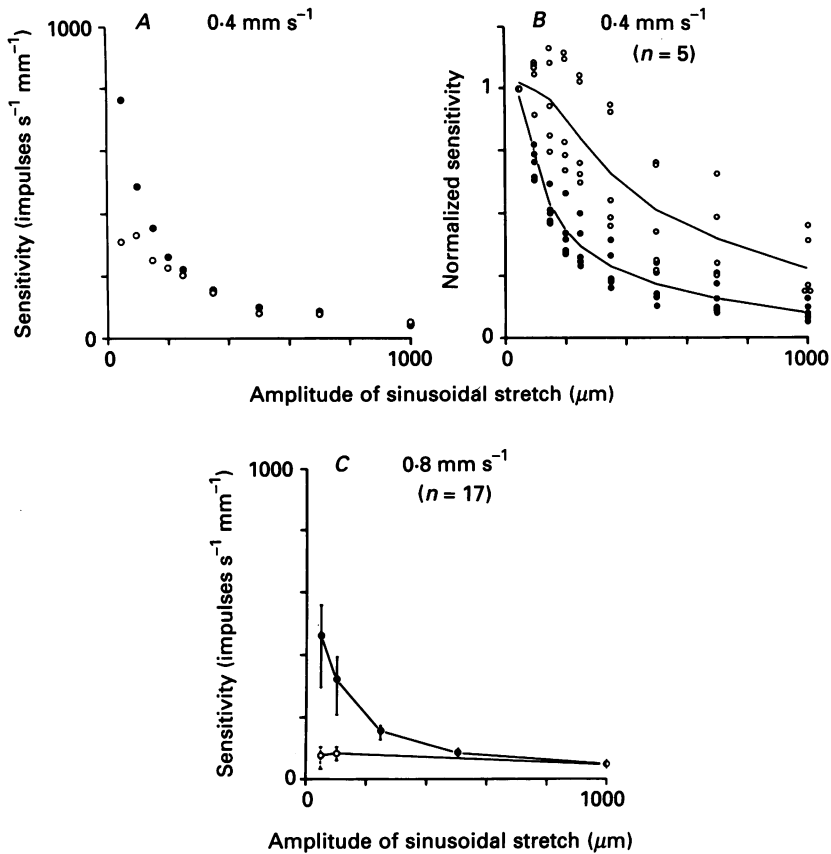 A 0·4 mm s⁻¹
1000
Sensitivity (impulses s⁻¹ mm⁻¹)
0
0 1000
B 0·4 mm s⁻¹
(n = 5)
1
Normalized sensitivity
0
0 1000
Amplitude of sinusoidal stretch (μm)
C 0·8 mm s⁻¹
(n = 17)
1000
Sensitivity (impulses s⁻¹ mm⁻¹)
0
0 1000
Amplitude of sinusoidal stretch (μm)